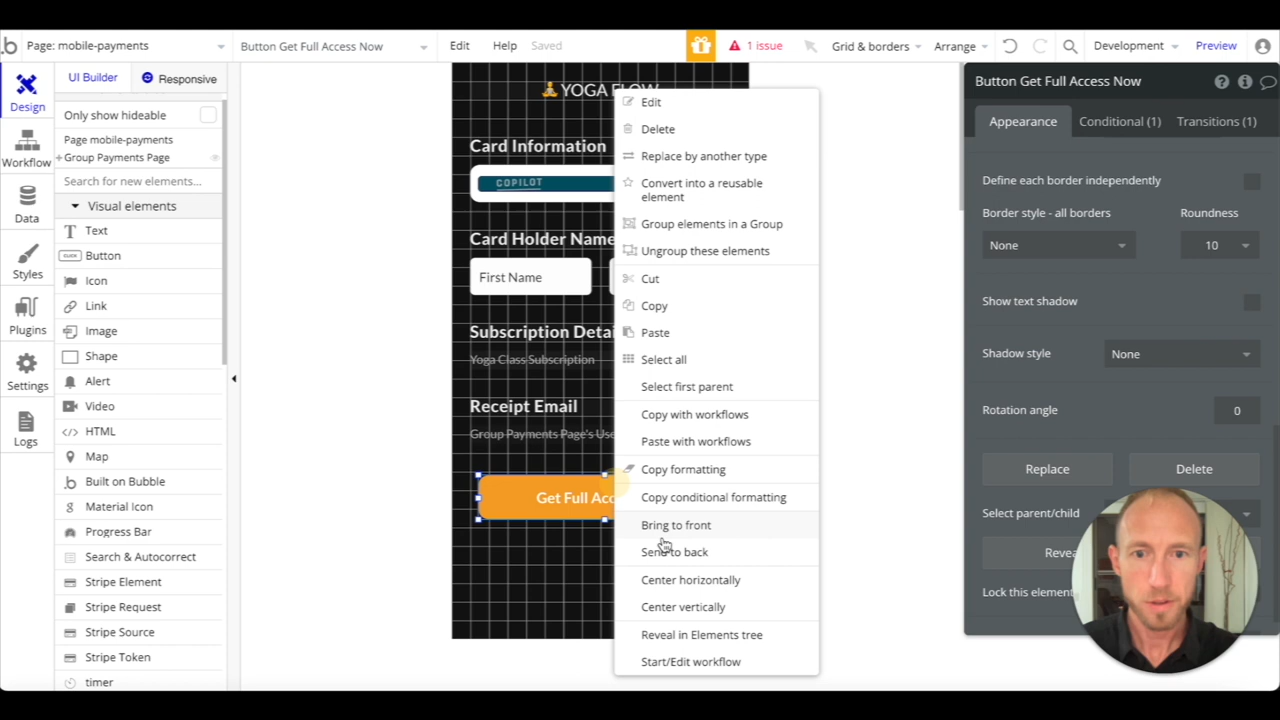 Page: mobile-payments
Button Get Full Access Now
Edit
Help
Saved
1 issue
Grid & borders
Arrange
Development
Preview
Design
Workflow
Data
Styles
Plugins
Settings
Logs
UI Builder
Responsive
Only show hideable
Page mobile-payments
Group Payments Page
Search for new elements...
Visual elements
Text
Button
Icon
Link
Image
Shape
Alert
Video
HTML
Map
Built on Bubble
Material Icon
Progress Bar
Search & Autocorrect
Stripe Element
Stripe Request
Stripe Source
Stripe Token
timer
YOGA FLOW
Card Information
COPILOT
Card Holder Name
First Name
Subscription Detai
Yoga Class Subscription
Receipt Email
Group Payments Page's Use
Get Full Acc
Edit
Delete
Replace by another type
Convert into a reusable
element
Group elements in a Group
Ungroup these elements
Cut
Copy
Paste
Select all
Select first parent
Copy with workflows
Paste with workflows
Copy formatting
Copy conditional formatting
Bring to front
Send to back
Center horizontally
Center vertically
Reveal in Elements tree
Start/Edit workflow
Button Get Full Access Now
Appearance
Conditional (1)
Transitions (1)
Define each border independently
Border style - all borders
Roundness
None
10
Show text shadow
Shadow style
None
Rotation angle
0
Replace
Delete
Select parent/child
Revea
Lock this elemen